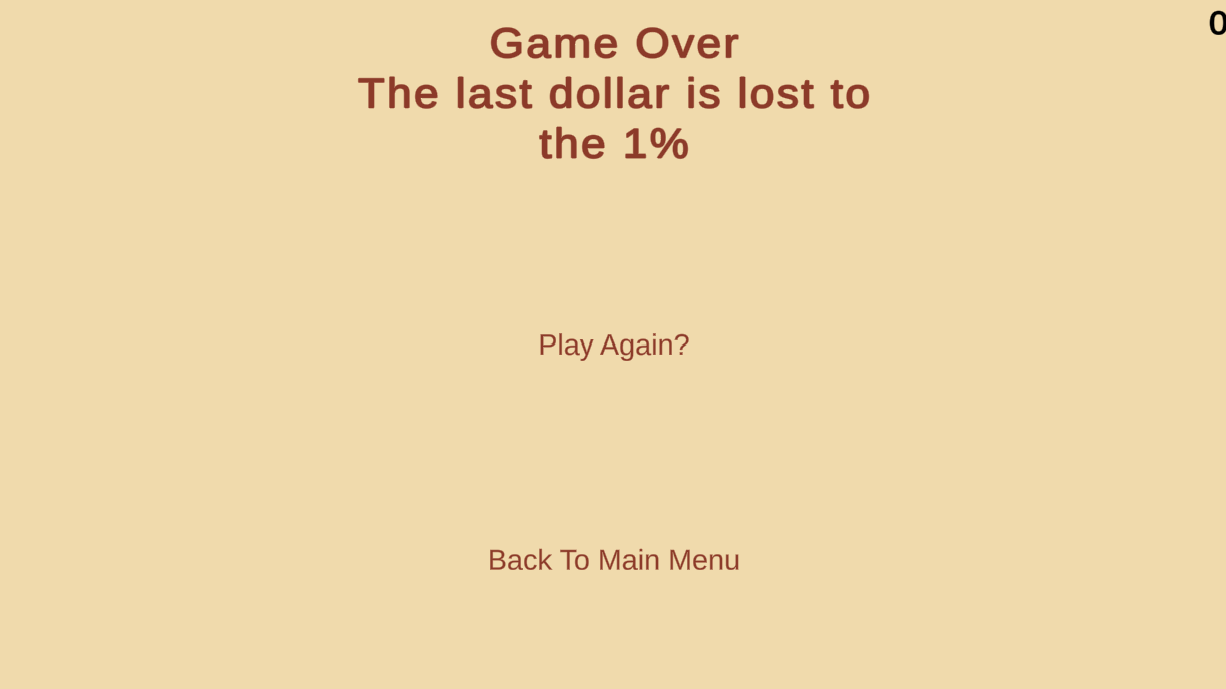 Game Over
The last dollar is lost to
the 1%
0
Play Again?
Back To Main Menu